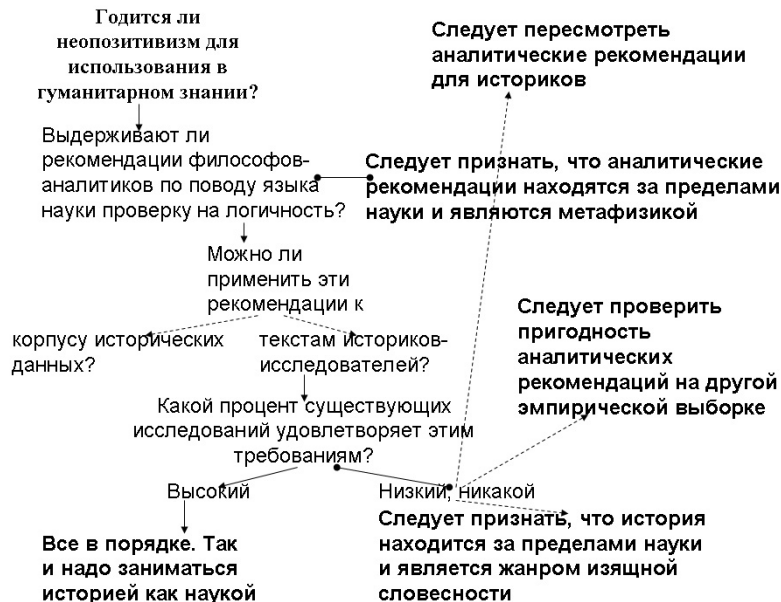 Годится ли
неопозитивизм для
использования в
гуманитарном знании?
Следует пересмотреть
аналитические рекомендации
для историков
Выдерживают ли
рекомендации философов-
аналитиков по поводу языка
науки проверку на логичность?
Следует признать, что аналитические
рекомендации находятся за пределами
науки и являются метафизикой
Можно ли
применить эти
рекомендации к
корпусу исторических
данных?
текстам историков-
исследователей?
Следует проверить
пригодность
аналитических
рекомендаций на другой
эмпирической выборке
Какой процент существующих
исследований удовлетворяет этим
требованиям?
Высокий
Низкий, никакой
Все в порядке. Так
и надо заниматься
историей как наукой
Следует признать, что история
находится за пределами науки
и является жанром изящной
словесности